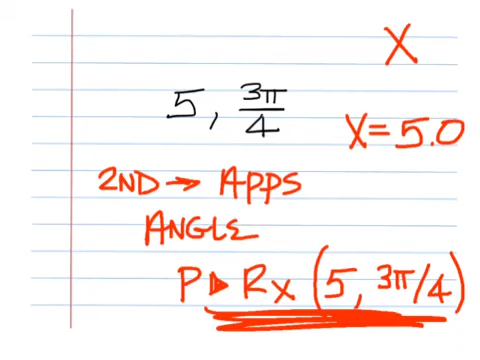 X
5, 3π/4
X = 5.0
2ND → APPS
ANGLE
P▶Rx (5, 3π/4)